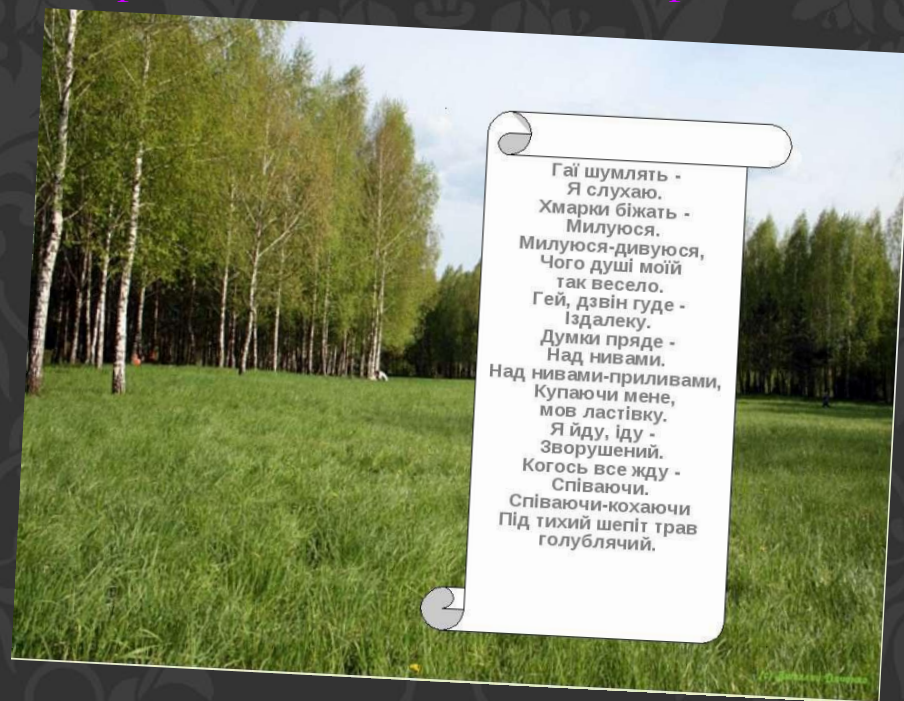 Гаї шумлять -
Я слухаю.
Хмарки біжать -
Милуюся.
Милуюся-дивуюся,
Чого душі моїй
так весело.
Гей, дзвін гуде -
Іздалеку.
Думки пряде -
Над нивами.
Над нивами-приливами,
Купаючи мене,
мов ластівку.
Я йду, іду -
Зворушений.
Когось все жду -
Співаючи.
Співаючи-кохаючи
Під тихий шепіт трав
голублячий.